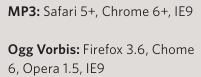 MP3: Safari 5+, Chrome 6+, IE9
Ogg Vorbis: Firefox 3.6, Chome
6, Opera 1.5, IE9